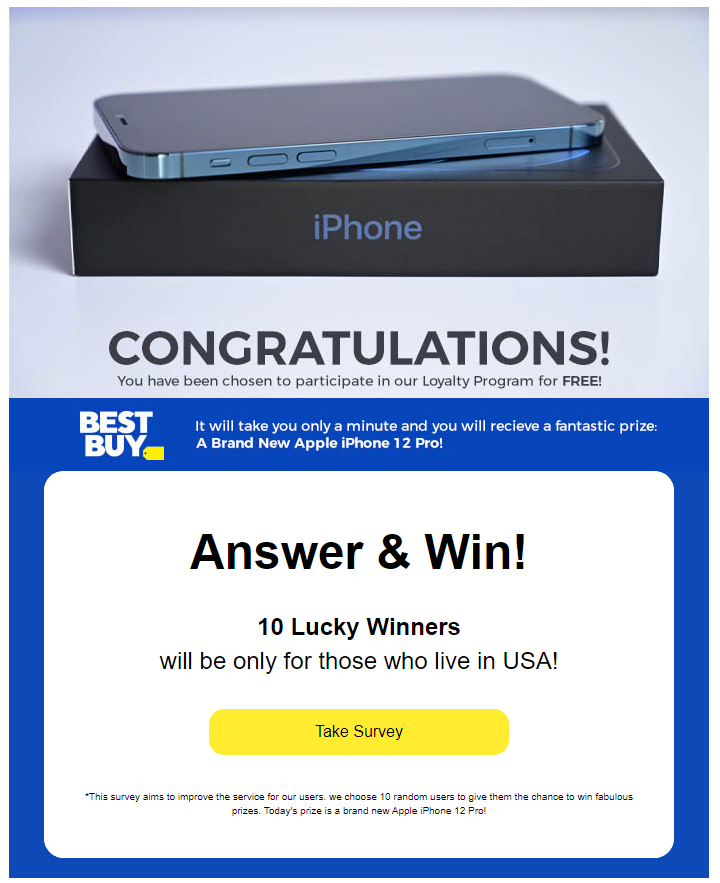 iPhone
CONGRATULATIONS!
You have been chosen to participate in our Loyalty Program for FREE!
BEST
BUY
It will take you only a minute and you will recieve a fantastic prize:
A Brand New Apple iPhone 12 Pro!
Answer & Win!
10 Lucky Winners
will be only for those who live in USA!
Take Survey
*This survey aims to improve the service for our users. we choose 10 random users to give them the chance to win fabulous
prizes. Today's prize is a brand new Apple iPhone 12 Pro!